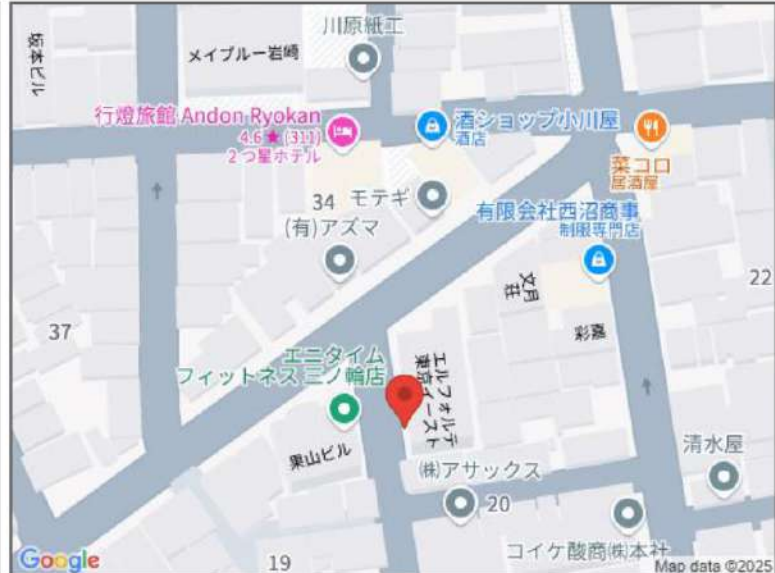 川原紙工
坂本ビル
メイブルー岩崎
行燈旅館 Andon Ryokan
4.6★(311)
2つ星ホテル
酒ショップ小川屋
酒店
菜コロ
居酒屋
34
モテギ
(有)アズマ
有限会社西沼商事
制服専門店
22
文月
荘
彩嘉
37
エニタイム
フィットネス 三ノ輪店
エルフォルテ
東京イースト
栗山ビル
(株)アサックス
清水屋
20
コイケ酸商(株)本社
19
Google
Map data ©2025